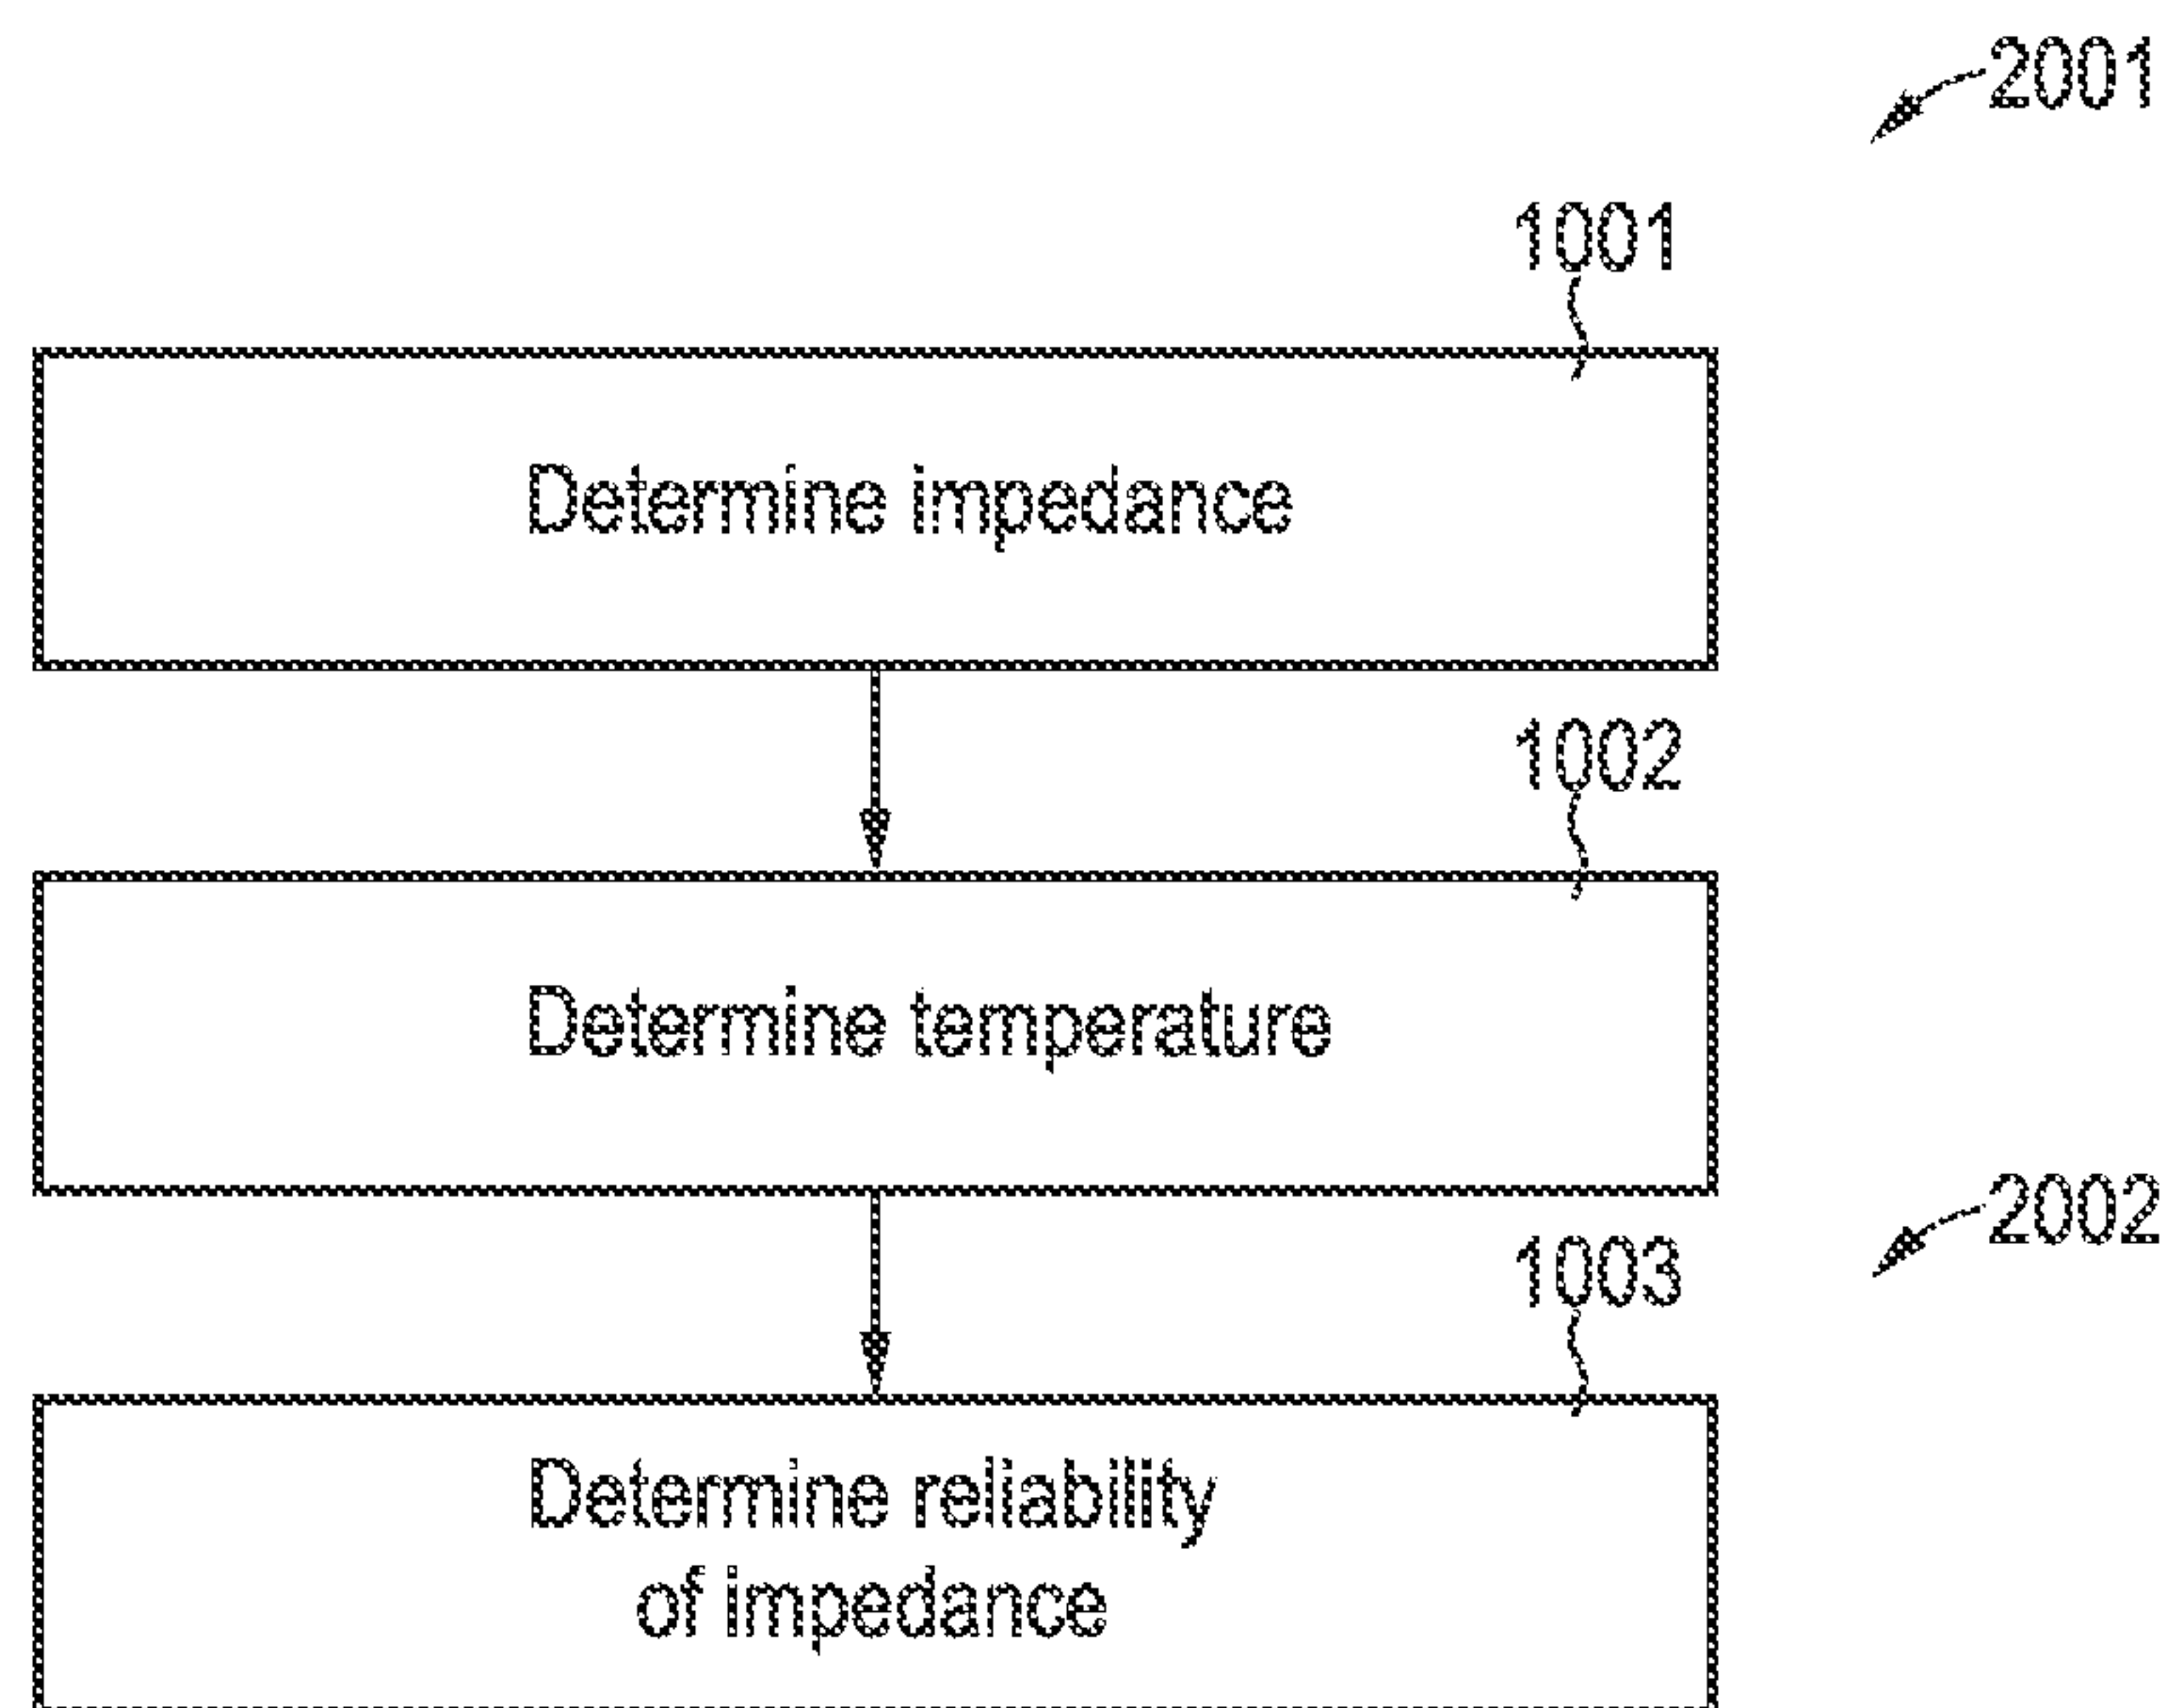 2001
1001
Determine impedance
1002
Determine temperature
2002
1003
Determine reliability
of impedance